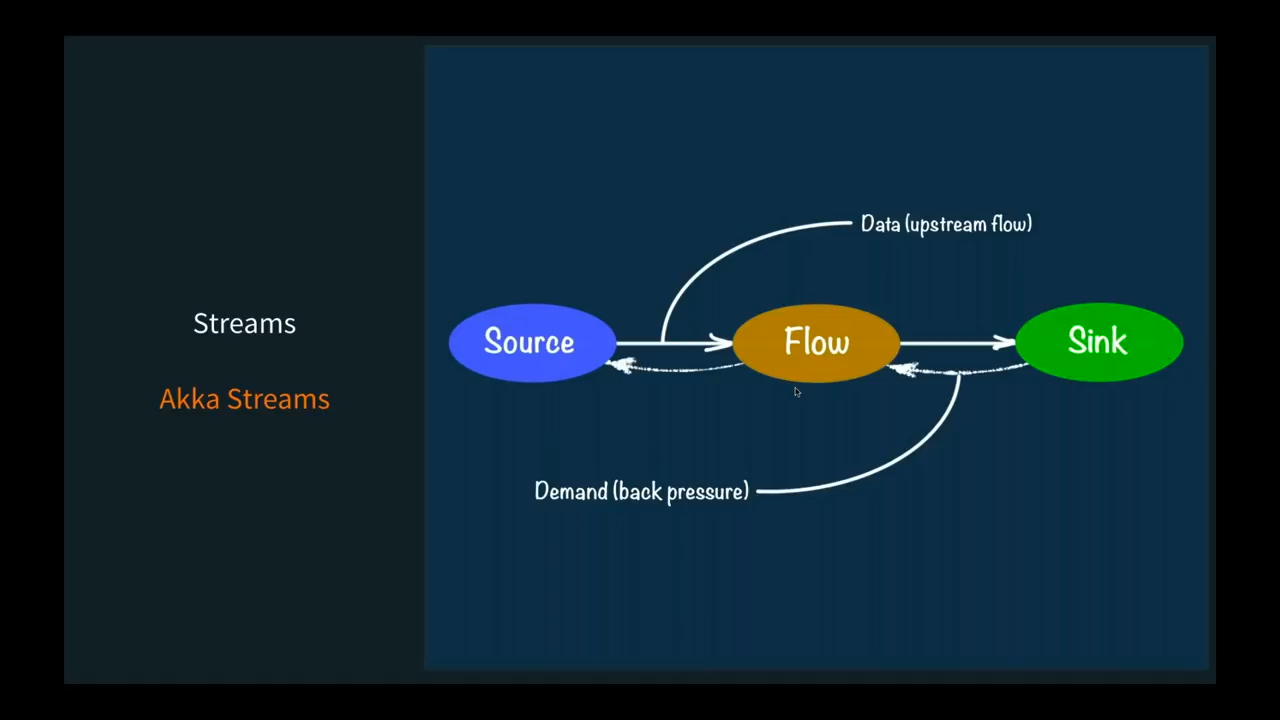 Streams
Akka Streams
Data (upstream flow)
Source
Flow
Sink
Demand (back pressure)